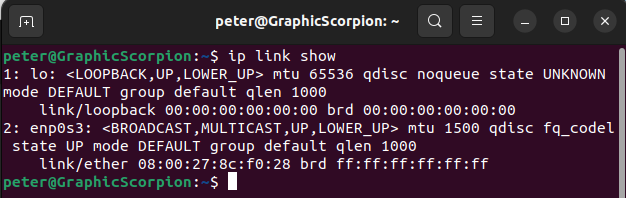 peter@GraphicScorpion: ~
peter@GraphicScorpion:~$ ip link show
1: lo: <LOOPBACK,UP,LOWER_UP> mtu 65536 qdisc noqueue state UNKNOWN
mode DEFAULT group default qlen 1000
    link/loopback 00:00:00:00:00:00 brd 00:00:00:00:00:00
2: enp0s3: <BROADCAST,MULTICAST,UP,LOWER_UP> mtu 1500 qdisc fq_codel
 state UP mode DEFAULT group default qlen 1000
    link/ether 08:00:27:8c:f0:28 brd ff:ff:ff:ff:ff:ff
peter@GraphicScorpion:~$